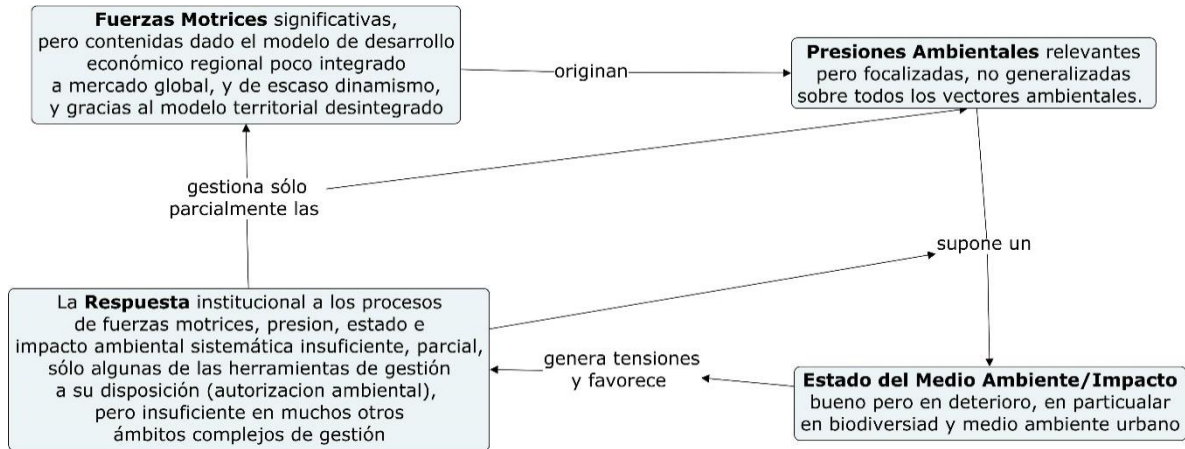 Fuerzas Motrices significativas,
pero contenidas dado el modelo de desarrollo
económico regional poco integrado
a mercado global, y de escaso dinamismo,
y gracias al modelo territorial desintegrado
originan
Presiones Ambientales relevantes
pero focalizadas, no generalizadas
sobre todos los vectores ambientales.
gestiona sólo
parcialmente las
supone un
La Respuesta institucional a los procesos
de fuerzas motrices, presion, estado e
impacto ambiental sistemática insuficiente, parcial,
sólo algunas de las herramientas de gestión
a su disposición (autorizacion ambiental),
pero insuficiente en muchos otros
ámbitos complejos de gestión
genera tensiones
y favorece
Estado del Medio Ambiente/Impacto
bueno pero en deterioro, en particualar
en biodiversiad y medio ambiente urbano